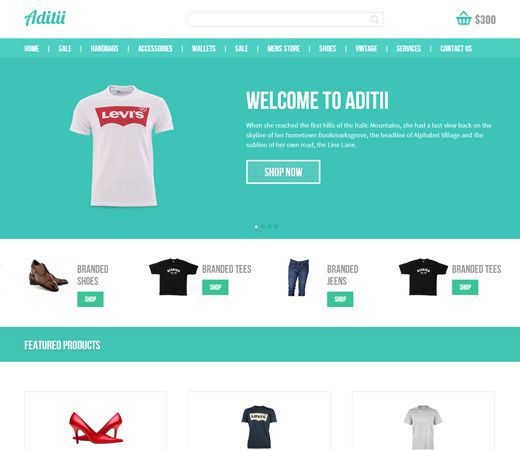 Aditii
$300
HOME | SALE | HANDBAGS | ACCESSORIES | WALLETS | SALE | MENS STORE | SHOES | VINTAGE | SERVICES | CONTACT US
LEVI'S
WELCOME TO ADITII
When she reached the first hills of the Italic Mountains, she had a last view back on the
skyline of her hometown Bookmarksgrove, the headline of Alphabet Village and the
subline of her own road, the Line Lane.
SHOP NOW
BRANDED
SHOES
SHOP
BRANDED TEES
SHOP
BRANDED
JEENS
SHOP
BRANDED TEES
SHOP
FEATURED PRODUCTS
LEVI'S